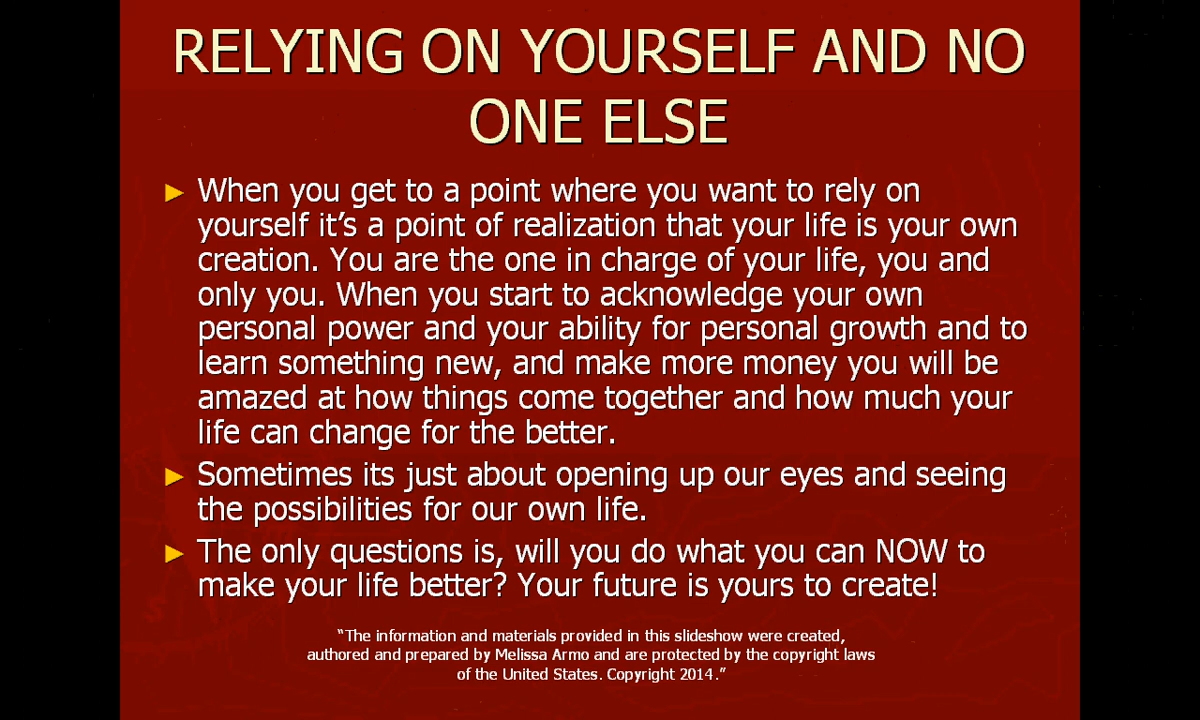 RELYING ON YOURSELF AND NO
ONE ELSE
► When you get to a point where you want to rely on
yourself it’s a point of realization that your life is your own
creation. You are the one in charge of your life, you and
only you. When you start to acknowledge your own
personal power and your ability for personal growth and to
learn something new, and make more money you will be
amazed at how things come together and how much your
life can change for the better.
► Sometimes its just about opening up our eyes and seeing
the possibilities for our own life.
► The only questions is, will you do what you can NOW to
make your life better? Your future is yours to create!
“The information and materials provided in this slideshow were created,
authored and prepared by Melissa Armo and are protected by the copyright laws
of the United States. Copyright 2014.”